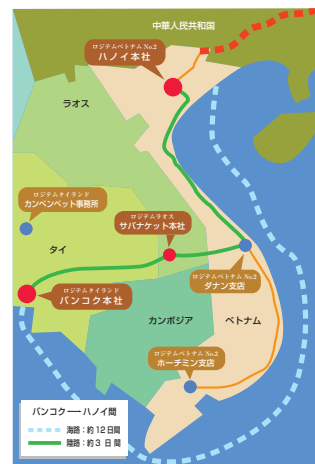 中華人民共和国
ロジテムベトナム No.2
ハノイ本社
ラオス
ロジテムタイランド
カンペンペット事務所
ロジテムラオス
サバナケット本社
タイ
ロジテムベトナム No.2
ダナン支店
ロジテムタイランド
バンコク本社
カンボジア
ベトナム
ロジテムベトナム No.2
ホーチミン支店
バンコクーーハノイ間
海路：約12日間
陸路：約3日間